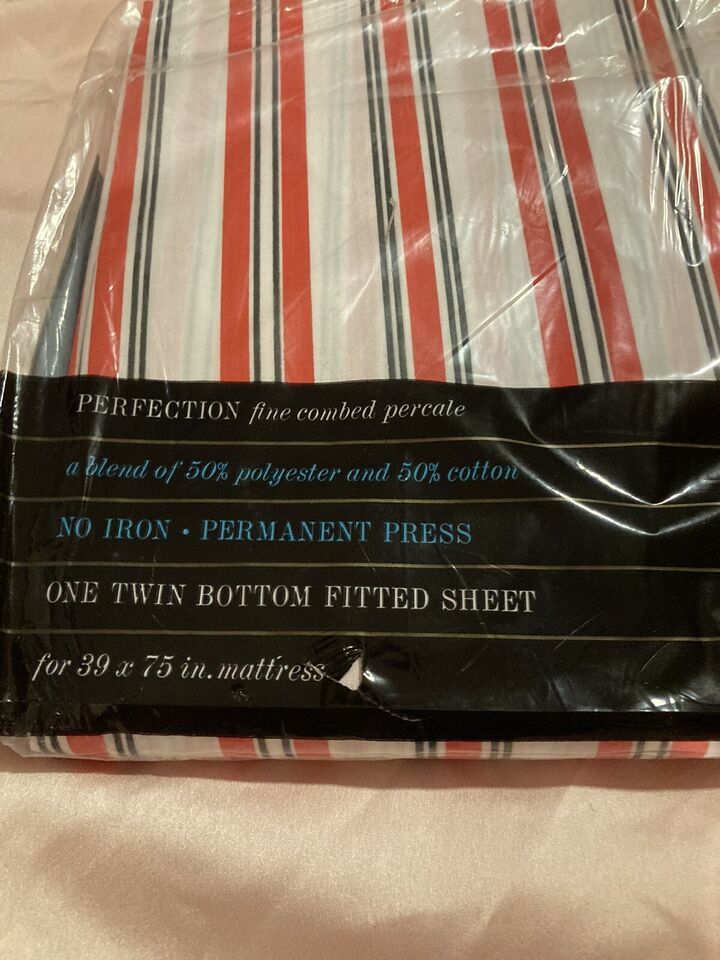 PERFECTION fine combed percale
a blend of 50% polyester and 50% cotton
NO IRON • PERMANENT PRESS
ONE TWIN BOTTOM FITTED SHEET
for 39 x 75 in. mattress